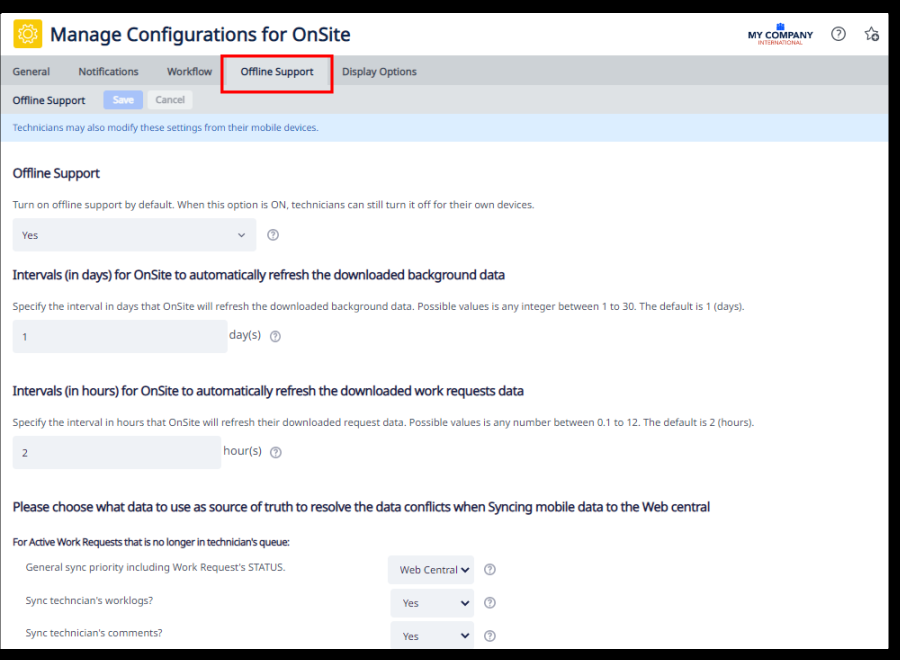 Manage Configurations for OnSite
MY COMPANY
INTERNATIONAL
General Notifications Workflow Offline Support Display Options
Offline Support Save Cancel
Technicians may also modify these settings from their mobile devices.
Offline Support
Turn on offline support by default. When this option is ON, technicians can still turn it off for their own devices.
Yes
Intervals (in days) for OnSite to automatically refresh the downloaded background data
Specify the interval in days that OnSite will refresh the downloaded background data. Possible values is any integer between 1 to 30. The default is 1 (days).
1 day(s)
Intervals (in hours) for OnSite to automatically refresh the downloaded work requests data
Specify the interval in hours that OnSite will refresh their downloaded request data. Possible values is any number between 0.1 to 12. The default is 2 (hours).
2 hour(s)
Please choose what data to use as source of truth to resolve the data conflicts when Syncing mobile data to the Web central
For Active Work Requests that is no longer in technician's queue:
General sync priority including Work Request's STATUS. Web Central
Sync techncian's worklogs? Yes
Sync technician's comments? Yes